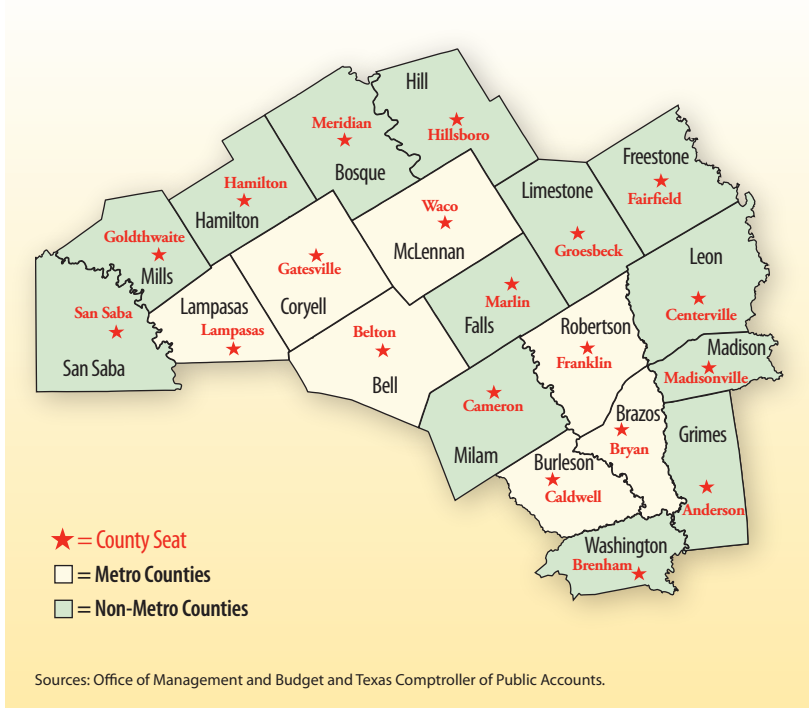 Hill
Hillsboro
Meridian
Bosque
Freestone
Fairfield
Hamilton
Hamilton
Limestone
Groesbeck
Waco
McLennan
Goldthwaite
Mills
Gatesville
Coryell
Leon
Centerville
Lampasas
Lampasas
Marlin
Falls
San Saba
San Saba
Belton
Bell
Robertson
Franklin
Madison
Madisonville
Cameron
Milam
Brazos
Bryan
Grimes
Anderson
Burleson
Caldwell
Washington
Brenham
= County Seat
= Metro Counties
= Non-Metro Counties
Sources: Office of Management and Budget and Texas Comptroller of Public Accounts.